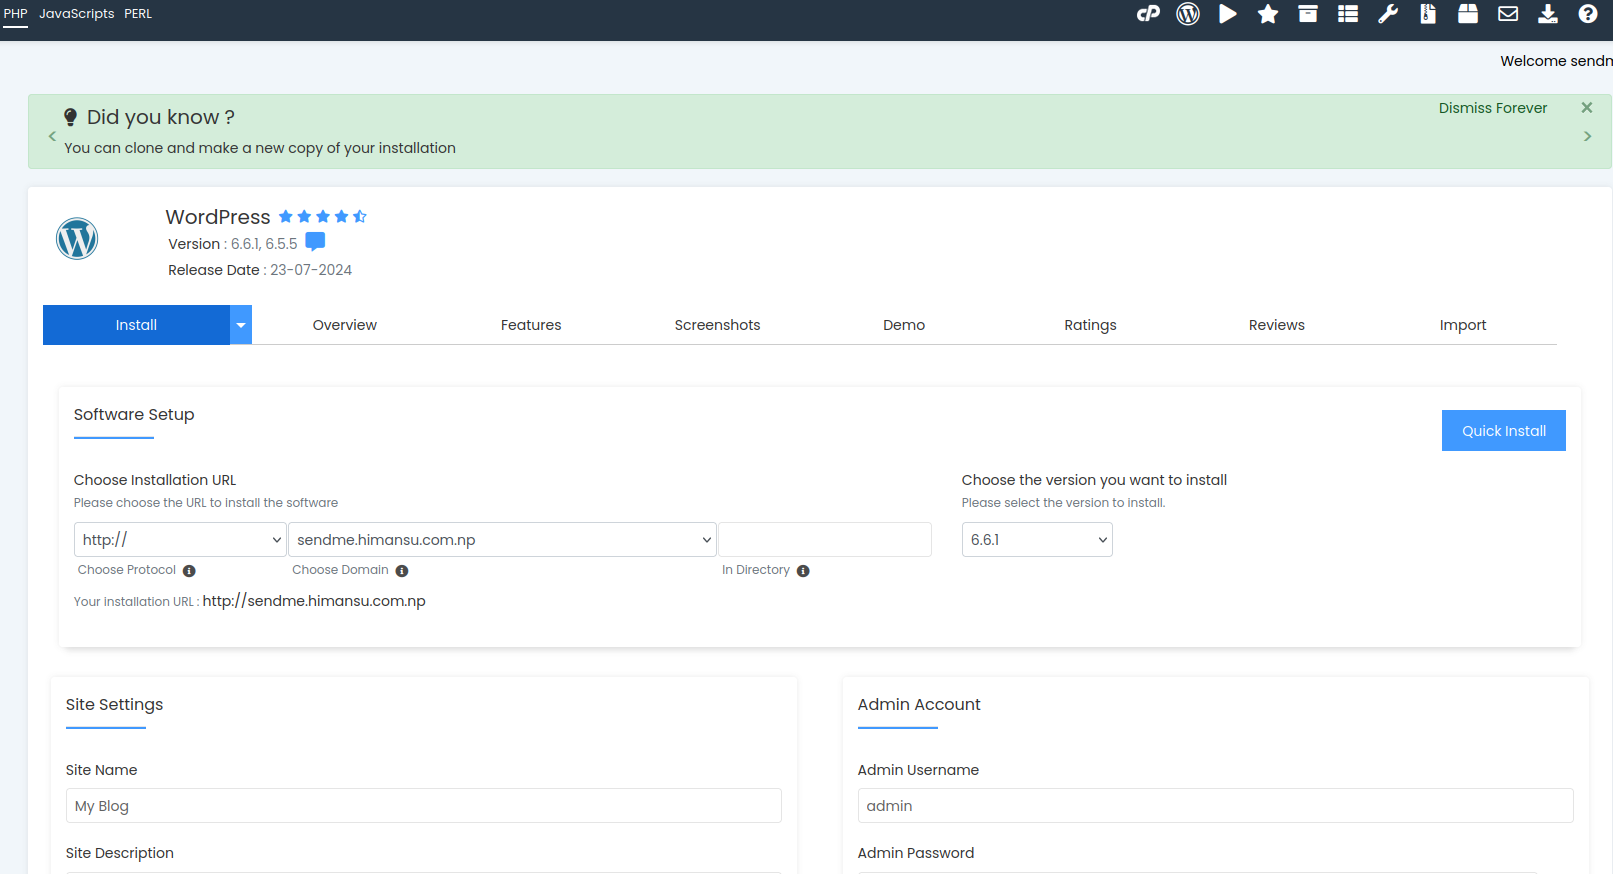 PHP JavaScripts PERL
Welcome sendm
Did you know ?
Dismiss Forever
You can clone and make a new copy of your installation
WordPress
Version : 6.6.1, 6.5.5
Release Date : 23-07-2024
Install Overview Features Screenshots Demo Ratings Reviews Import
Software Setup
Quick Install
Choose Installation URL
Please choose the URL to install the software
http:// sendme.himansu.com.np
Choose Protocol Choose Domain In Directory
Your Installation URL : http://sendme.himansu.com.np
Choose the version you want to install
Please select the version to install.
6.6.1
Site Settings
Site Name
My Blog
Site Description
Admin Account
Admin Username
admin
Admin Password